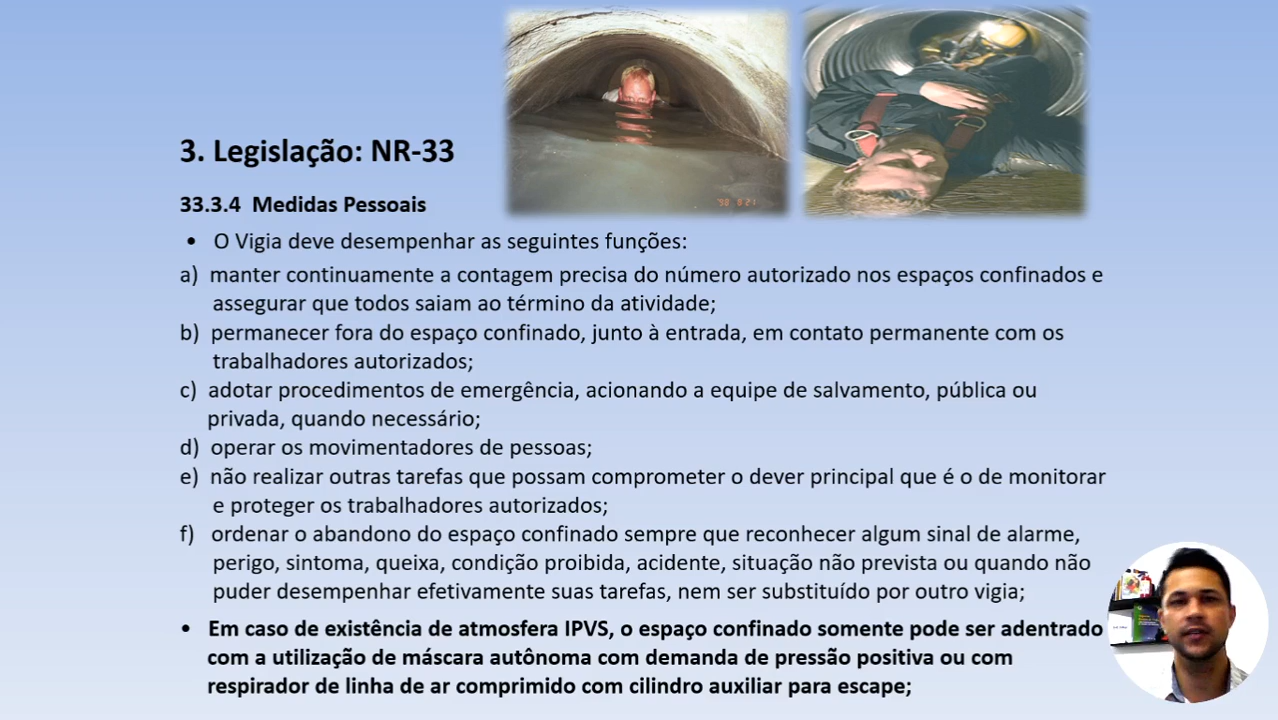 3. Legislação: NR-33
33.3.4 Medidas Pessoais
• O Vigia deve desempenhar as seguintes funções:
a) manter continuamente a contagem precisa do número autorizado nos espaços confinados e
assegurar que todos saiam ao término da atividade;
b) permanecer fora do espaço confinado, junto à entrada, em contato permanente com os
trabalhadores autorizados;
c) adotar procedimentos de emergência, acionando a equipe de salvamento, pública ou
privada, quando necessário;
d) operar os movimentadores de pessoas;
e) não realizar outras tarefas que possam comprometer o dever principal que é o de monitorar
e proteger os trabalhadores autorizados;
f) ordenar o abandono do espaço confinado sempre que reconhecer algum sinal de alarme,
perigo, sintoma, queixa, condição proibida, acidente, situação não prevista ou quando não
puder desempenhar efetivamente suas tarefas, nem ser substituído por outro vigia;
• Em caso de existência de atmosfera IPVS, o espaço confinado somente pode ser adentrado
com a utilização de máscara autônoma com demanda de pressão positiva ou com
respirador de linha de ar comprimido com cilindro auxiliar para escape;